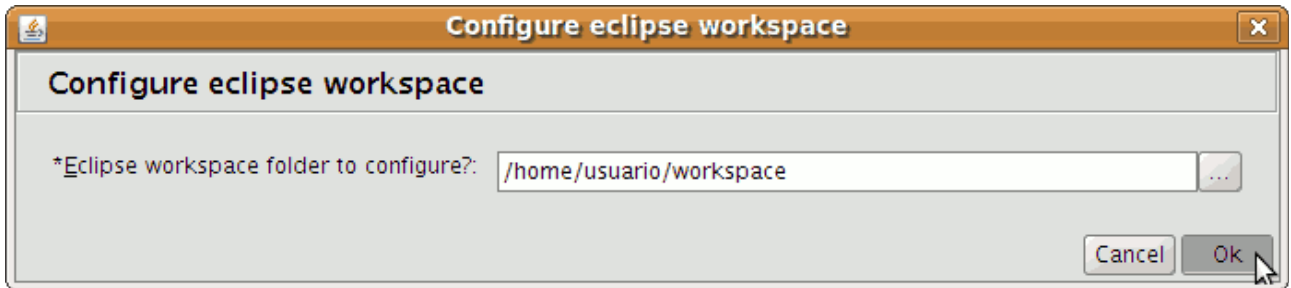 Configure eclipse workspace
Configure eclipse workspace
*Eclipse workspace folder to configure?: /home/usuario/workspace ...
Cancel Ok